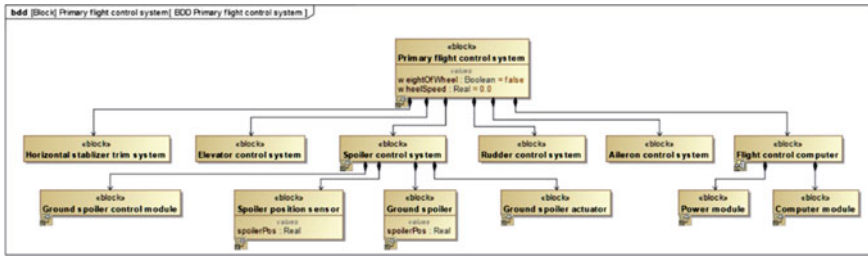 bdd [Block] Primary flight control system[ BDD Primary flight control system ]
«block»
Primary flight control system
values
w eightOfWheel : Boolean = false
w heelSpeed : Real = 0.0
«block» «block» «block» «block» «block» «block»
Horizontal stablizer trim system Elevator control system Spoiler control system Rudder control system Aileron control system Flight control computer
«block» «block» «block» «block» «block» «block»
Ground spoiler control module Spoiler position sensor Ground spoiler Ground spoiler actuator Power module Computer module
values values
spoilerPos : Real spoilerPos : Real